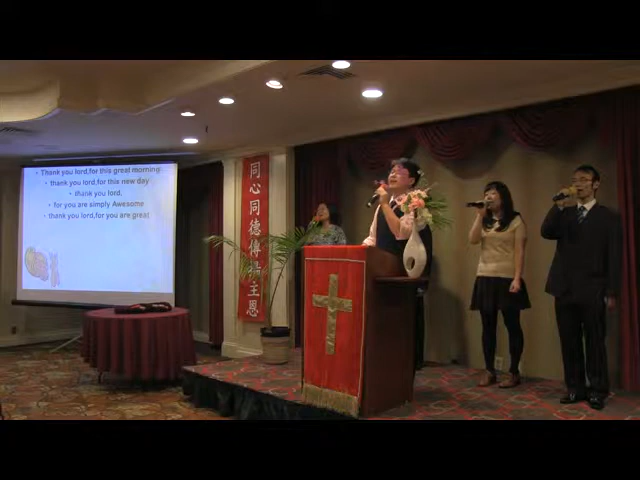 Thank you lord,for this great morning
thank you lord,for this new day
thank you lord,
for you are simply Awesome
thank you lord,for you are great
同心同德傳揚主恩